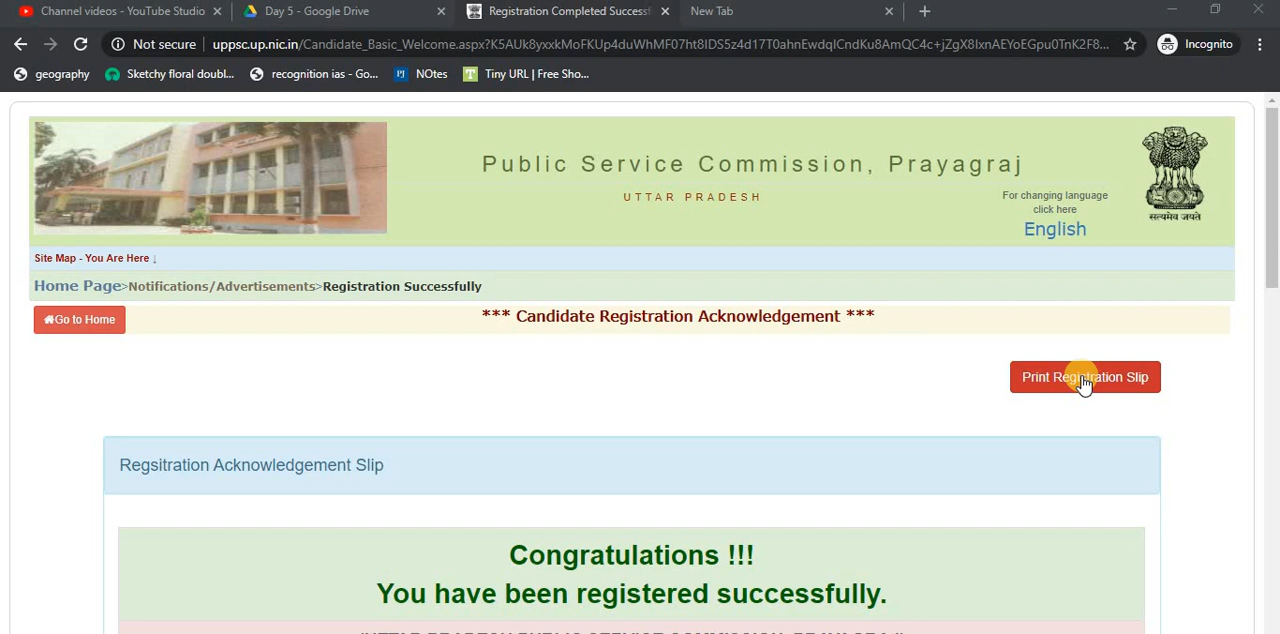 Channel videos - YouTube Studio
Day 5 - Google Drive
Registration Completed Success
New Tab
Not secure
uppsc.up.nic.in/Candidate_Basic_Welcome.aspx?K5AUk8yxxkMoFKUp4duWhMF07ht8IDS5z4d17T0ahnEwdqICndKu8AmQC4c+jZgX8IxnAEYoEGpu0TnK2F8...
Incognito
geography
Sketchy floral doubl...
recognition ias - Go...
NOtes
Tiny URL | Free Sho...
Public Service Commission, Prayagraj
UTTAR PRADESH
For changing language
click here
English
सत्यमेव जयते
Site Map - You Are Here ↓
Home Page>Notifications/Advertisements>Registration Successfully
Go to Home
*** Candidate Registration Acknowledgement ***
Print Registration Slip
Regsitration Acknowledgement Slip
Congratulations !!!
You have been registered successfully.